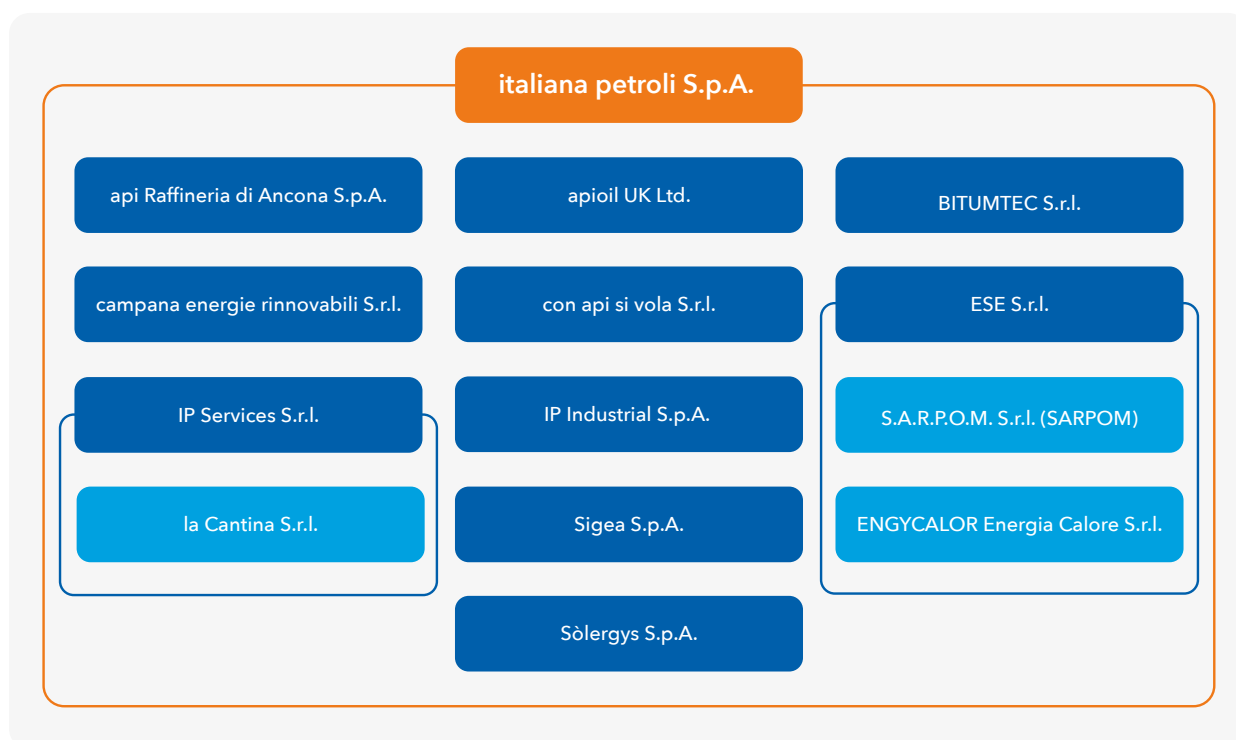 italiana petroli S.p.A.
api Raffineria di Ancona S.p.A.
apioil UK Ltd.
BITUMTEC S.r.l.
campana energie rinnovabili S.r.l.
con api si vola S.r.l.
ESE S.r.l.
IP Services S.r.l.
IP Industrial S.p.A.
S.A.R.P.O.M. S.r.l. (SARPOM)
la Cantina S.r.l.
Sigea S.p.A.
ENGYCALOR Energia Calore S.r.l.
Sòlergys S.p.A.